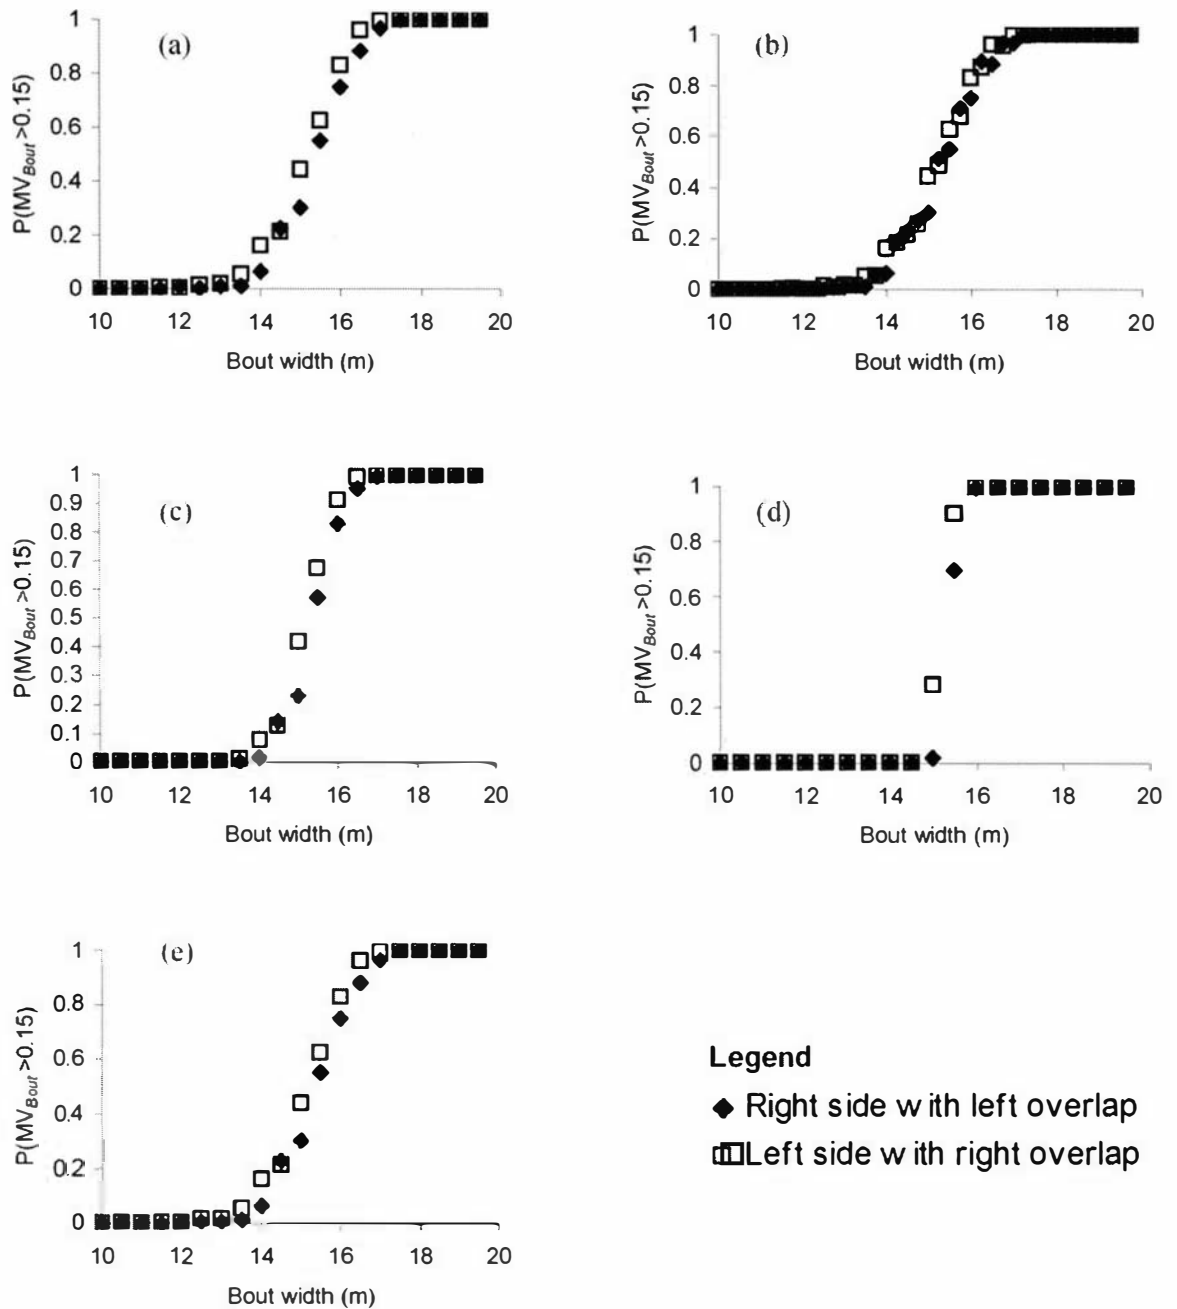 (a)
P(MV_Bout >0.15)
1
0.8
0.6
0.4
0.2
0
10 12 14 16 18 20
Bout width (m)
(b)
P(MV_Bout >0.15)
1
0.8
0.6
0.4
0.2
0
10 12 14 16 18 20
Bout width (m)
(c)
P(MV_Bout >0.15)
1
0.9
0.8
0.7
0.6
0.5
0.4
0.3
0.2
0.1
0
10 12 14 16 18 20
Bout width (m)
(d)
P(MV_Bout >0.15)
1
0.8
0.6
0.4
0.2
0
10 12 14 16 18 20
Bout width (m)
(e)
P(MV_Bout >0.15)
1
0.8
0.6
0.4
0.2
0
10 12 14 16 18 20
Bout width (m)
Legend
Right side with left overlap
Left side with right overlap